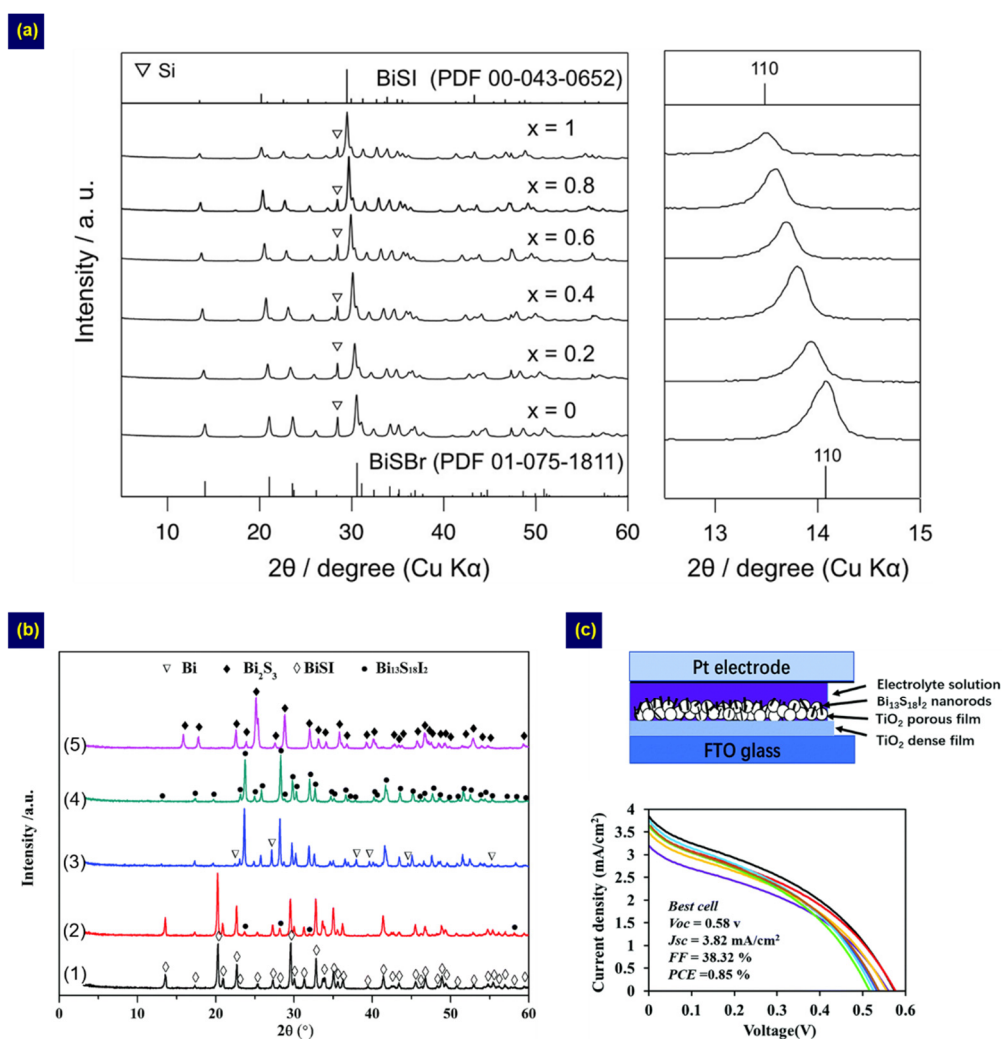 (a)
▽ Si
BiSI (PDF 00-043-0652)
x = 1
x = 0.8
x = 0.6
x = 0.4
x = 0.2
x = 0
BiSBr (PDF 01-075-1811)
Intensity / a. u.
10 20 30 40 50 60
2θ / degree (Cu Kα)
110
110
13 14 15
2θ / degree (Cu Kα)
(b)
▽ Bi ◆ Bi₂S₃ ◇ BiSI ● Bi₁₃S₁₈I₂
(5)
(4)
(3)
(2)
(1)
Intensity /a.u.
0 10 20 30 40 50 60
2θ (°)
(c)
Pt electrode
Electrolyte solution
Bi₁₃S₁₈I₂ nanorods
TiO₂ porous film
TiO₂ dense film
FTO glass
Current density (mA/cm²)
4
3.5
3
2.5
2
1.5
1
0.5
0
Best cell
Voc = 0.58 v
Jsc = 3.82 mA/cm²
FF = 38.32 %
PCE=0.85 %
0 0.1 0.2 0.3 0.4 0.5 0.6
Voltage(V)